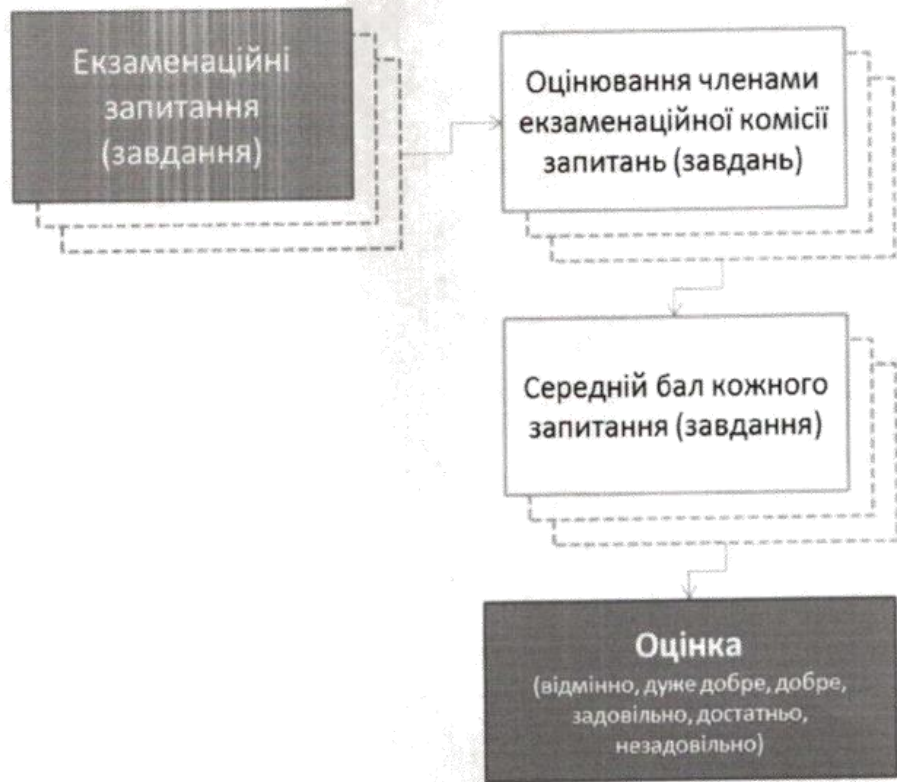 Екзаменаційні
запитання
(завдання)
Оцінювання членами
екзаменаційної комісії
запитань (завдань)
Середній бал кожного
запитання (завдання)
Оцінка
(відмінно, дуже добре, добре,
задовільно, достатньо,
незадовільно)